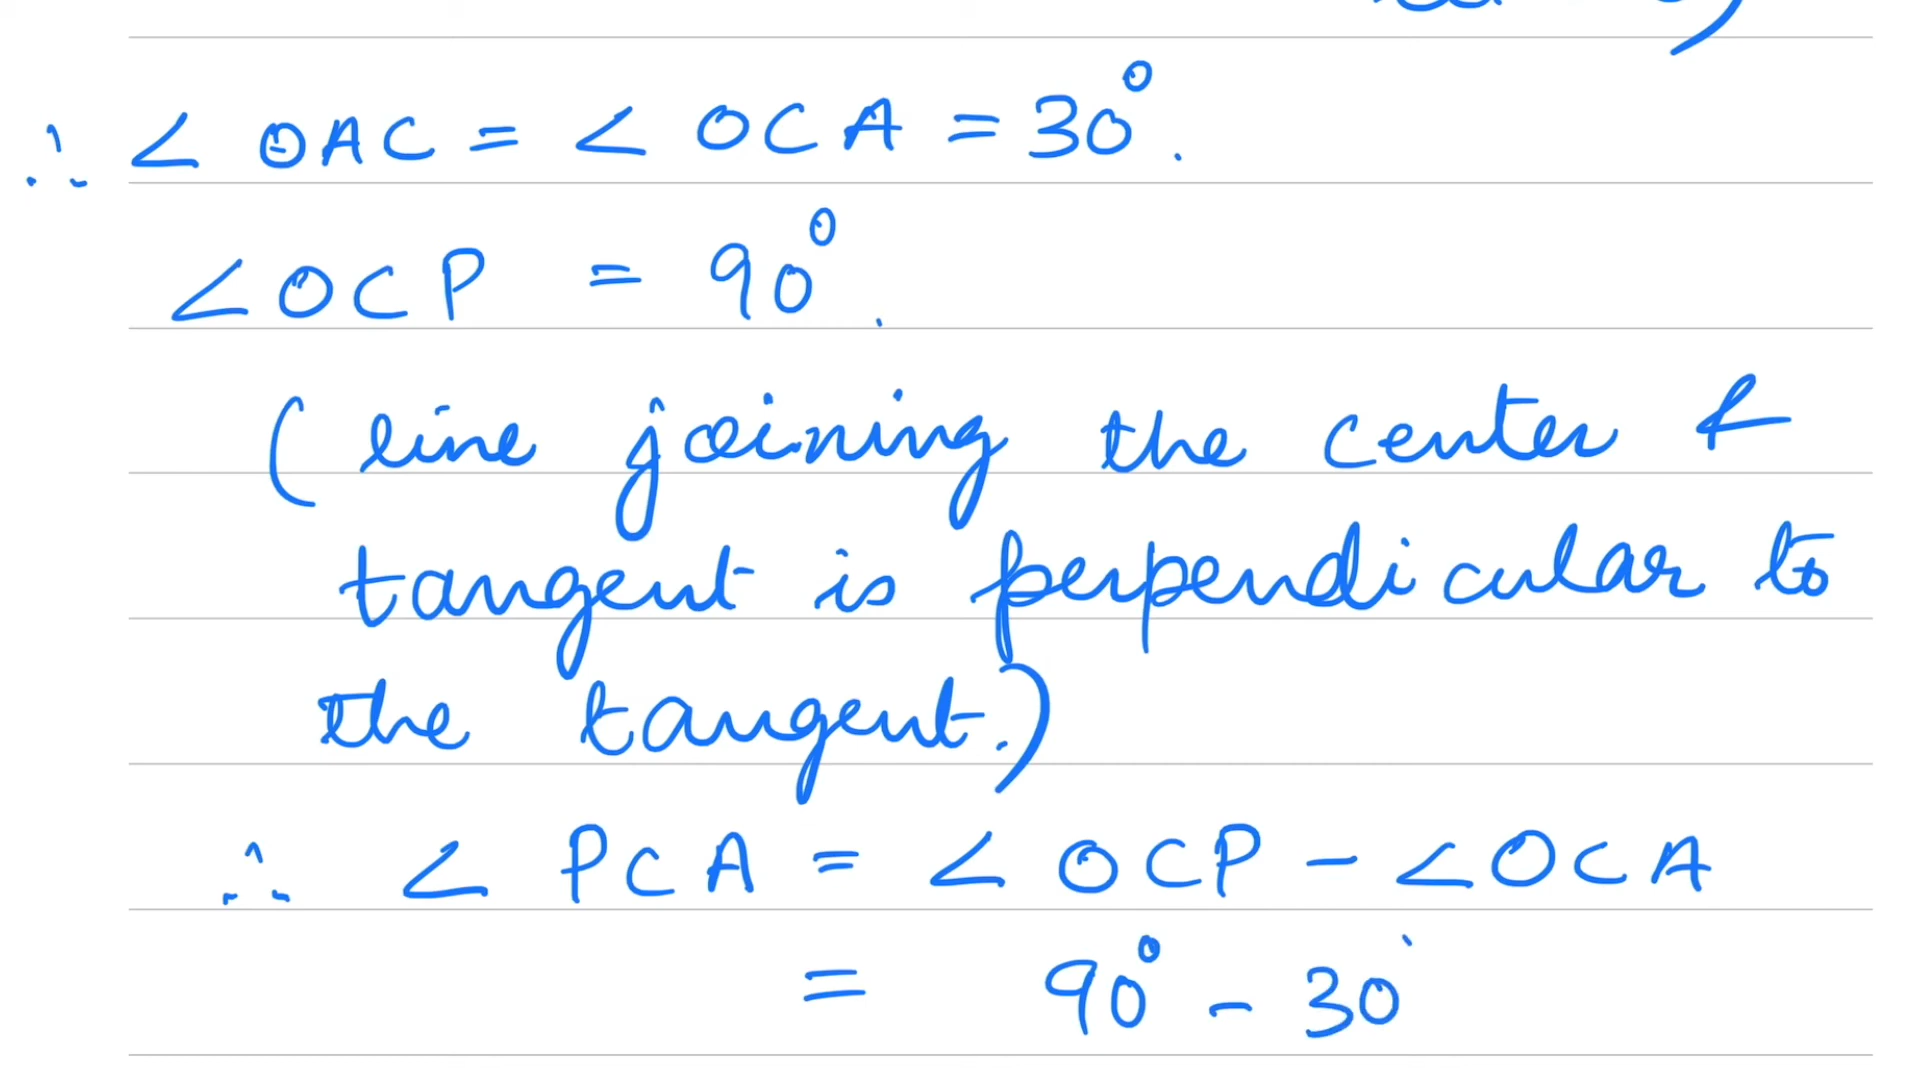 ∴ ∠ OAC = ∠ OCA = 30°.
∠OCP = 90°.
( line joining the center &
tangent is perpendicular to
the tangent.)
∴ ∠ PCA = ∠ OCP - ∠OCA
= 90° - 30°